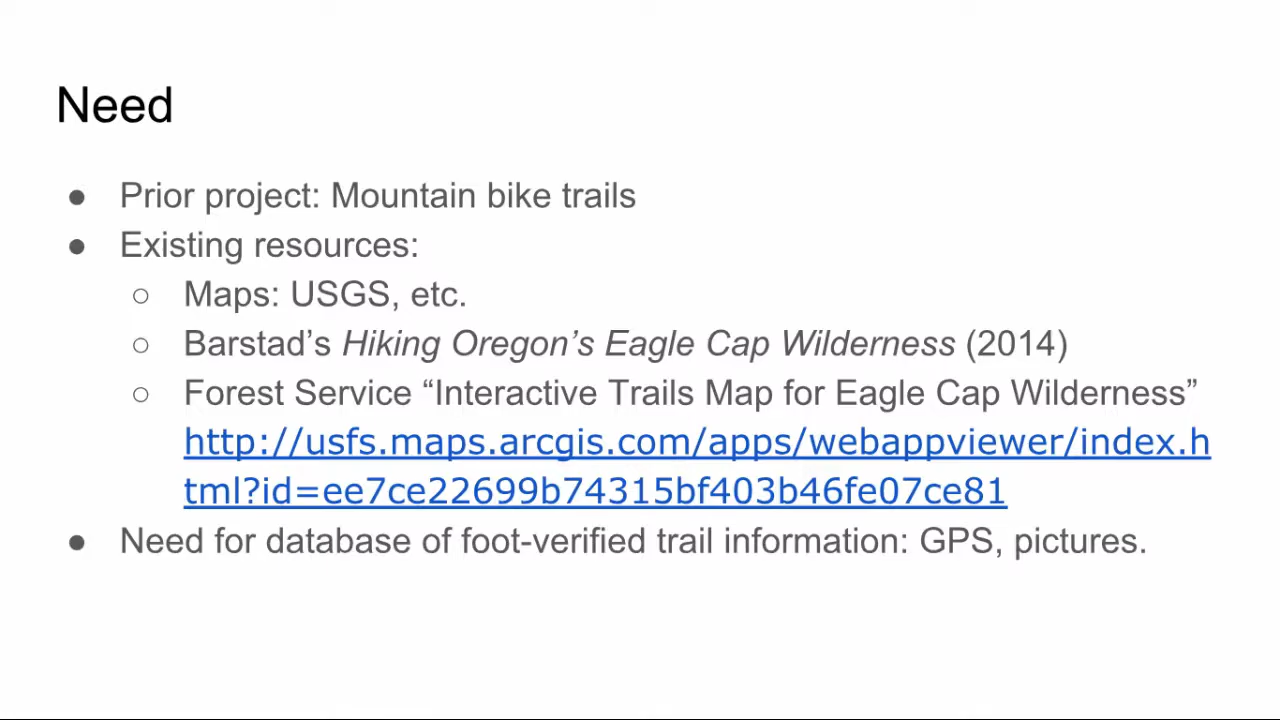 Need
● Prior project: Mountain bike trails
● Existing resources:
○ Maps: USGS, etc.
○ Barstad’s Hiking Oregon’s Eagle Cap Wilderness (2014)
○ Forest Service “Interactive Trails Map for Eagle Cap Wilderness”
http://usfs.maps.arcgis.com/apps/webappviewer/index.h
tml?id=ee7ce22699b74315bf403b46fe07ce81
● Need for database of foot-verified trail information: GPS, pictures.